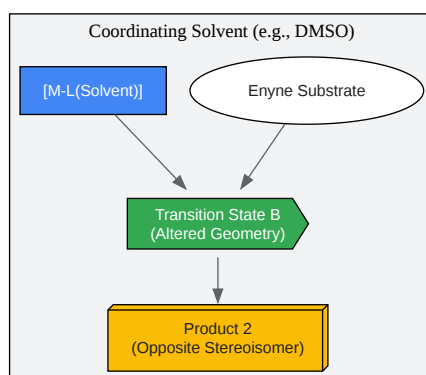 Coordinating Solvent (e.g., DMSO)
[M-L(Solvent)]
Enyne Substrate
Transition State B
(Altered Geometry)
Product 2
(Opposite Stereoisomer)